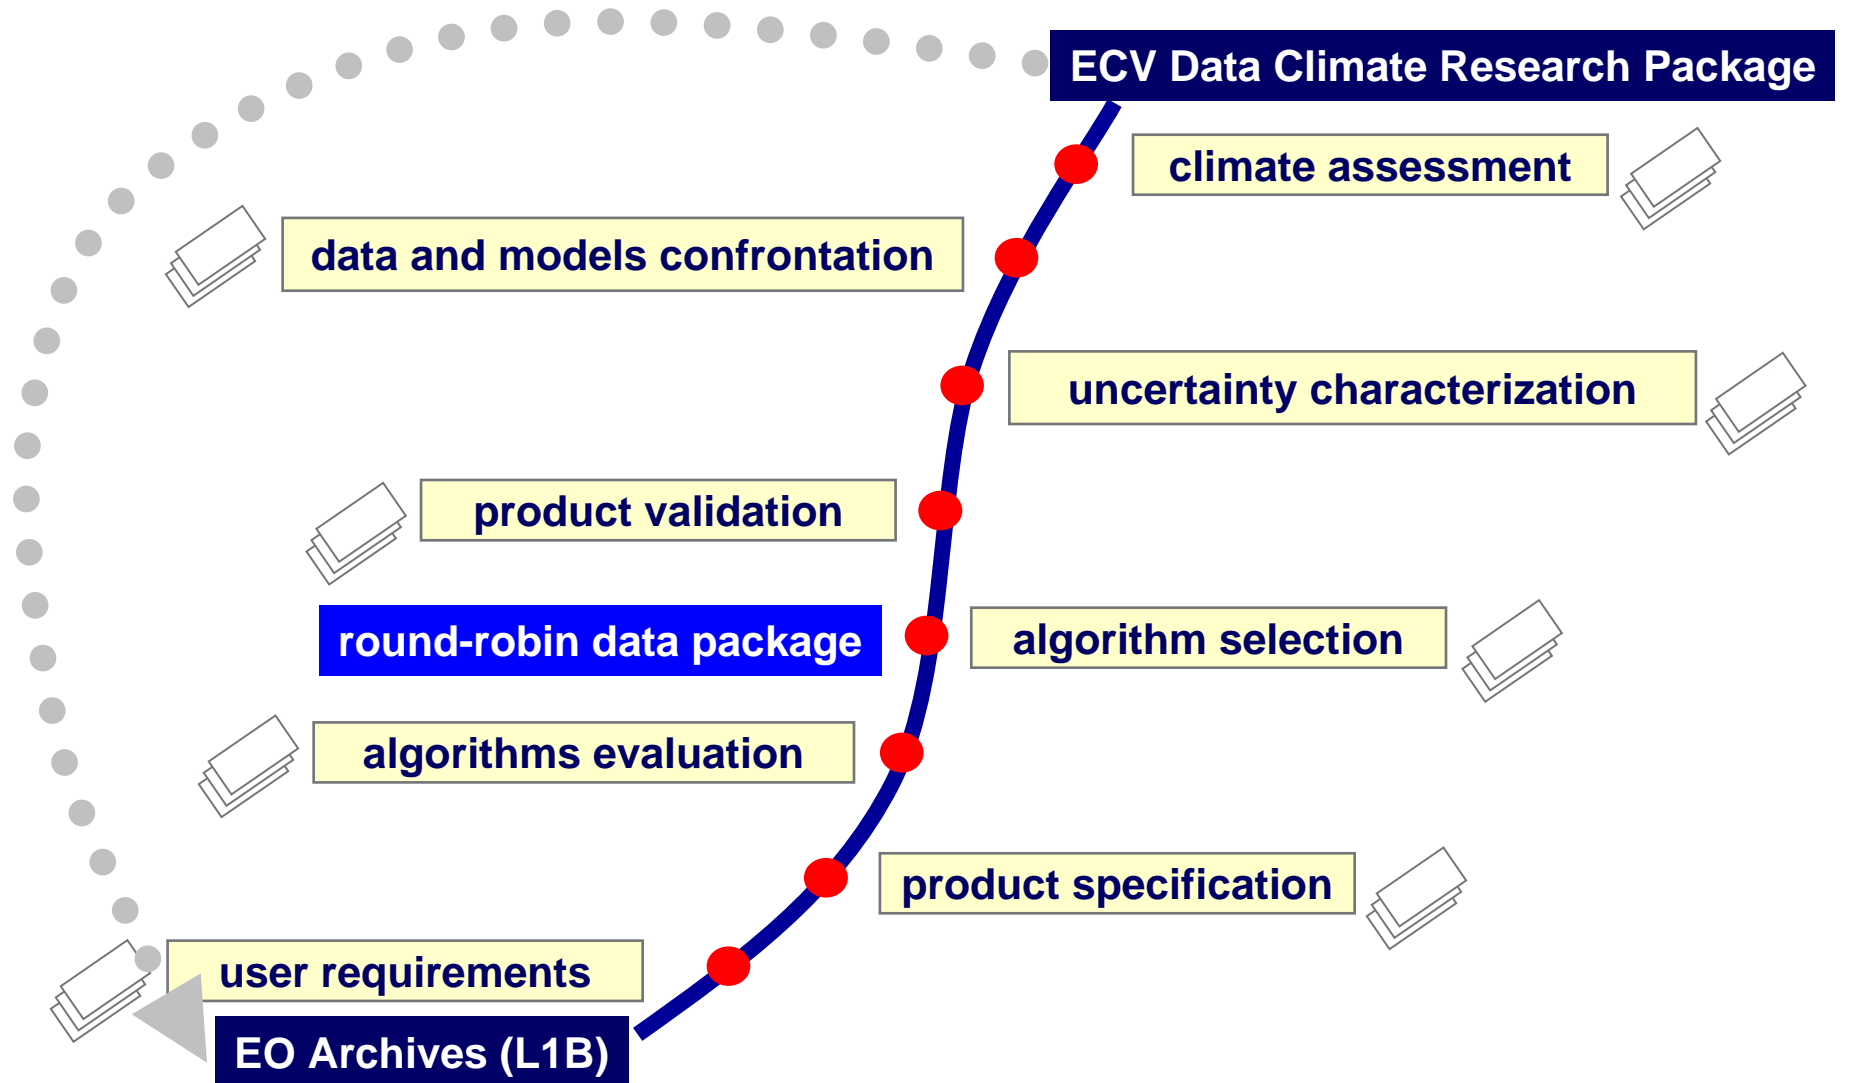 ECV Data Climate Research Package
climate assessment
data and models confrontation
uncertainty characterization
product validation
round-robin data package
algorithm selection
algorithms evaluation
product specification
user requirements
EO Archives (L1B)